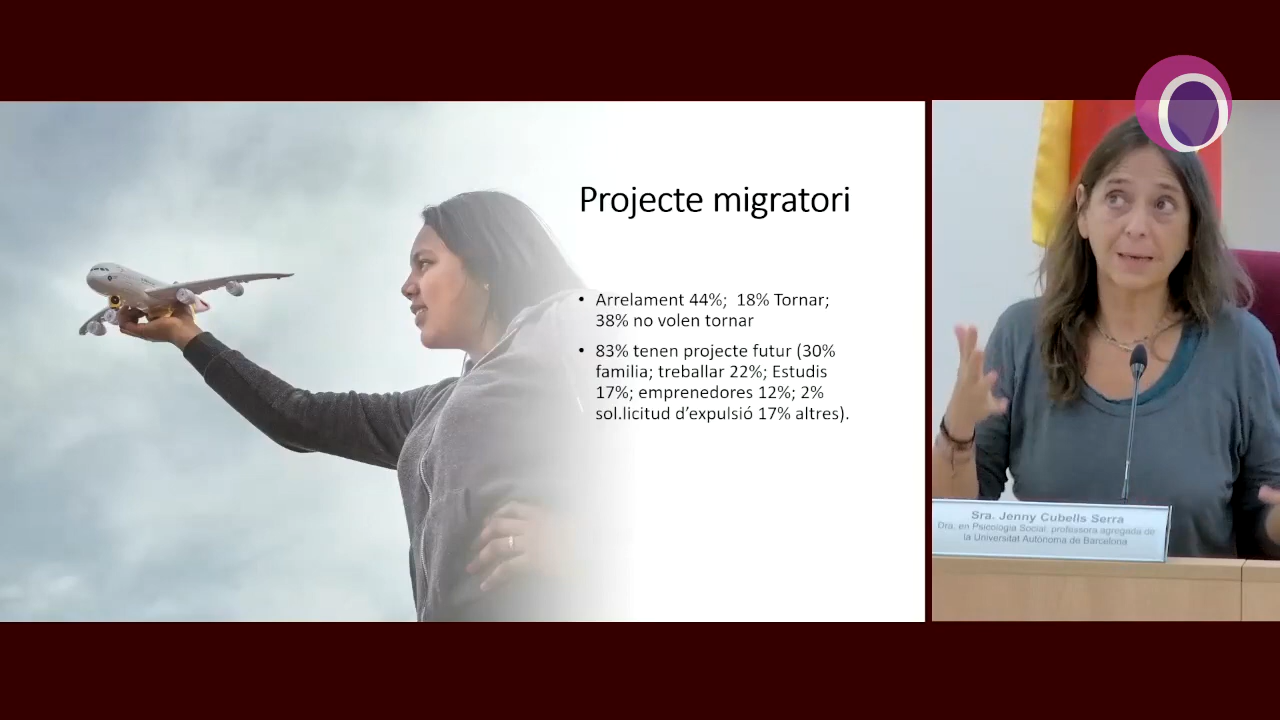 Projecte migratori
• Arrelament 44%; 18% Tornar;
38% no volen tornar
• 83% tenen projecte futur (30%
familia; treballar 22%; Estudis
17%; emprenedores 12%; 2%
sol.licitud d'expulsió 17% altres).
Sra. Jenny Cubells Serra
Dra. en Psicologia Social, professora agregada de
la Universitat Autònoma de Barcelona